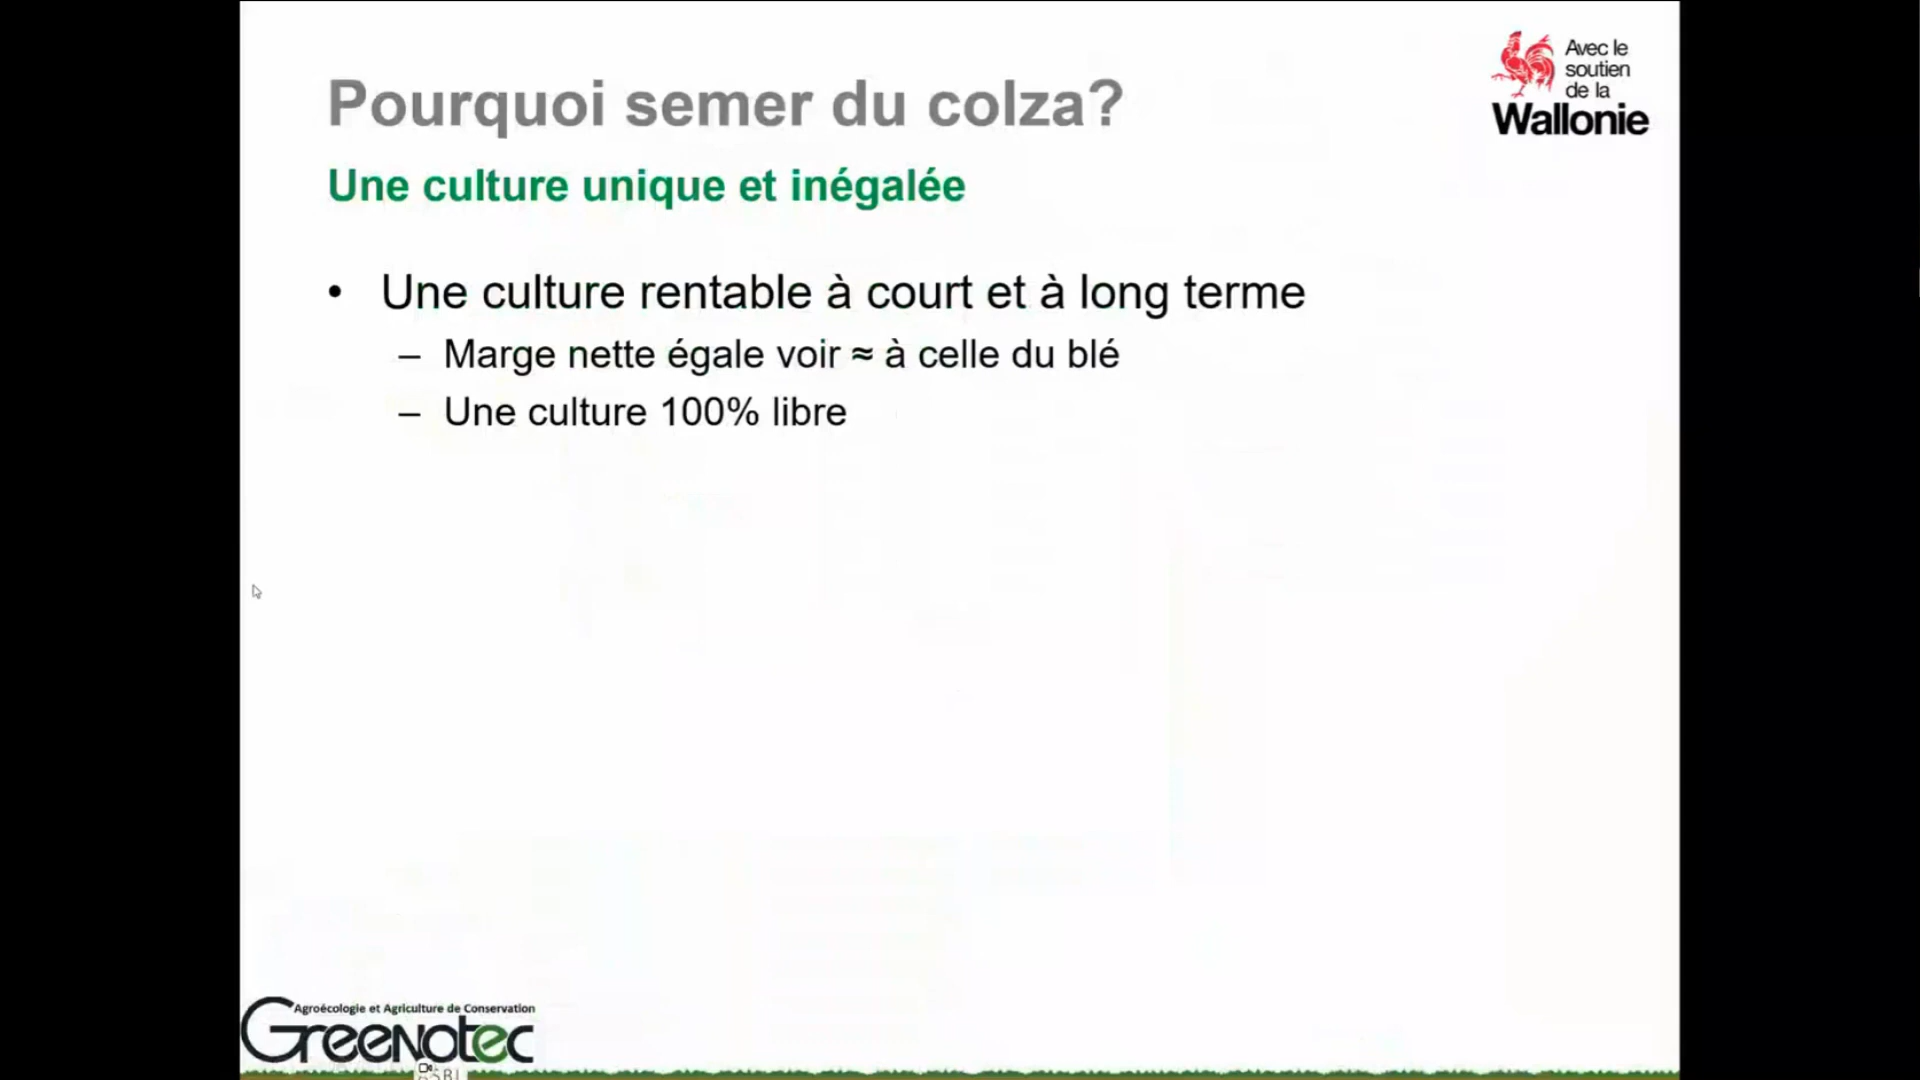 Avec le
soutien
de la
Wallonie
Pourquoi semer du colza?
Une culture unique et inégalée
• Une culture rentable à court et à long terme
– Marge nette égale voir ≈ à celle du blé
– Une culture 100% libre
Agroécologie et Agriculture de Conservation
Greenotec